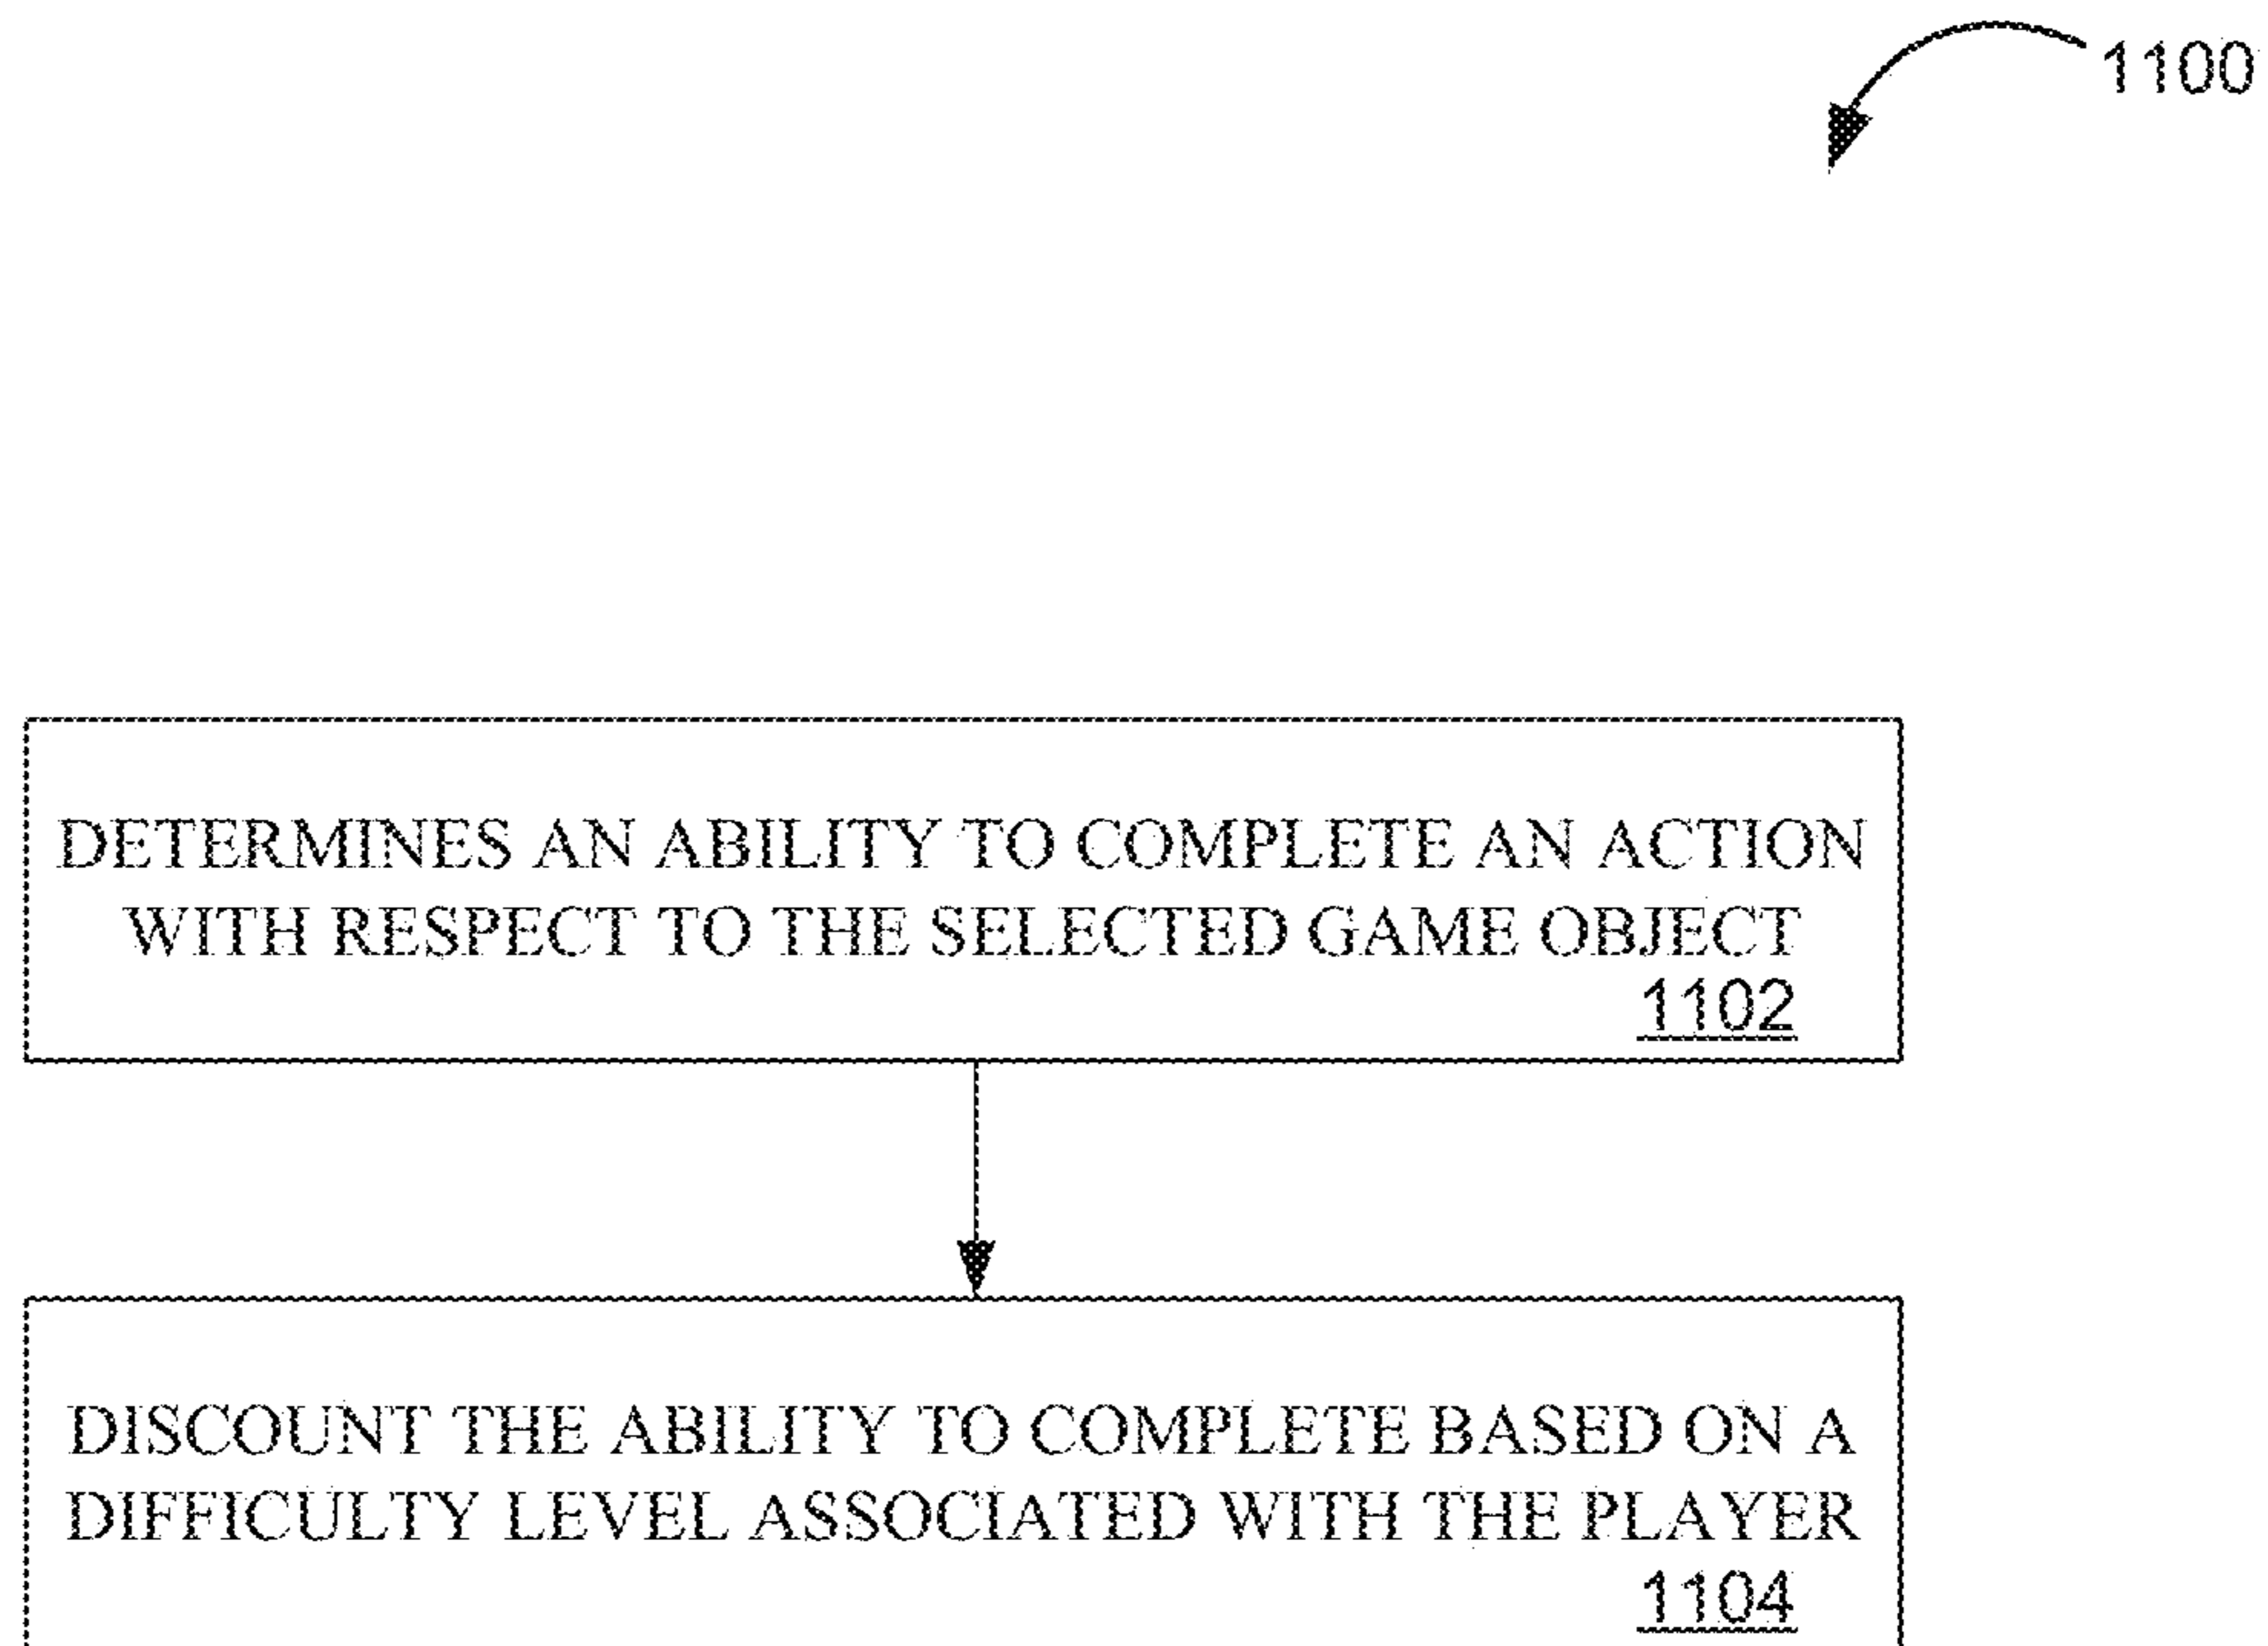 1100
DETERMINES AN ABILITY TO COMPLETE AN ACTION
WITH RESPECT TO THE SELECTED GAME OBJECT
1102
DISCOUNT THE ABILITY TO COMPLETE BASED ON A
DIFFICULTY LEVEL ASSOCIATED WITH THE PLAYER
1104